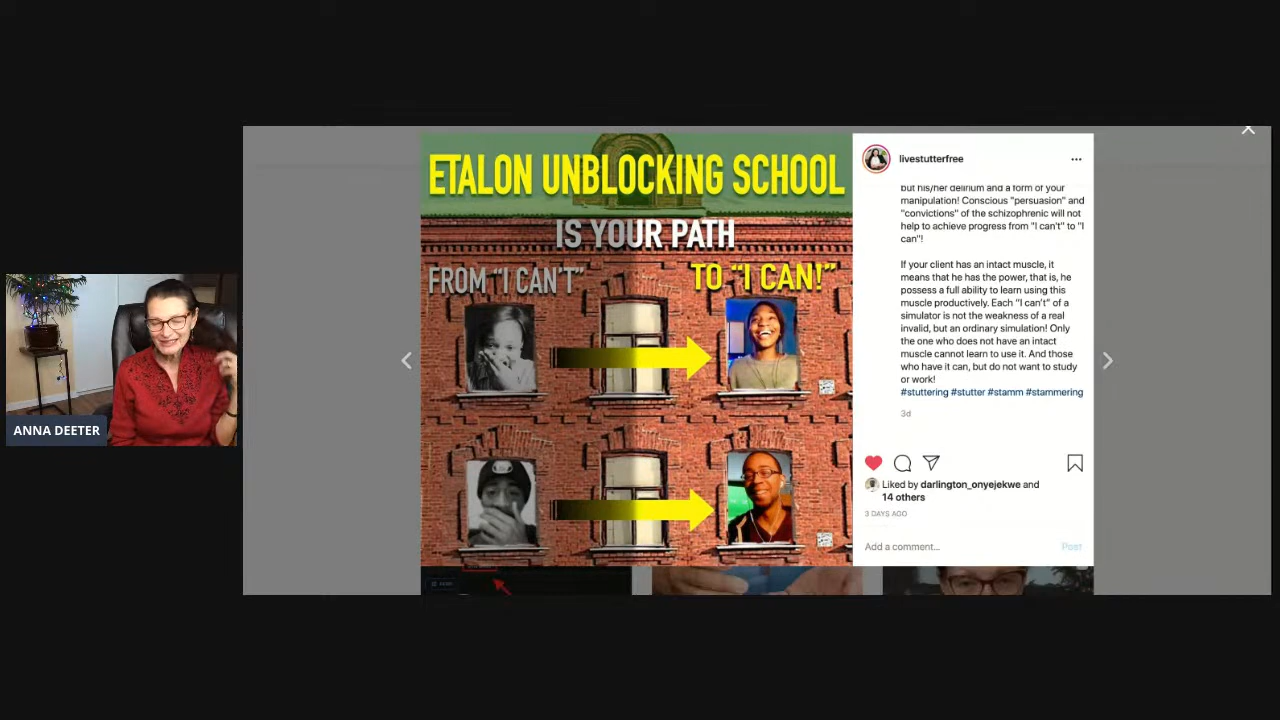 ANNA DEETER
ETALON UNBLOCKING SCHOOL
IS YOUR PATH
FROM "I CAN'T"
TO "I CAN!"
livestutterfree
but his/her delirium and a form of your
manipulation! Conscious "persuasion" and
"convictions" of the schizophrenic will not
help to achieve progress from "I can't" to "I
can"!
If your client has an intact muscle, it
means that he has the power, that is, he
possess a full ability to learn using this
muscle productively. Each "I can't" of a
simulator is not the weakness of a real
invalid, but an ordinary simulation! Only
the one who does not have an intact
muscle cannot learn to use it. And those
who have it can, but do not want to study
or work!
#stuttering #stutter #stamm #stammering
3d
Liked by darlington_onyejekwe and
14 others
3 DAYS AGO
Add a comment...
Post